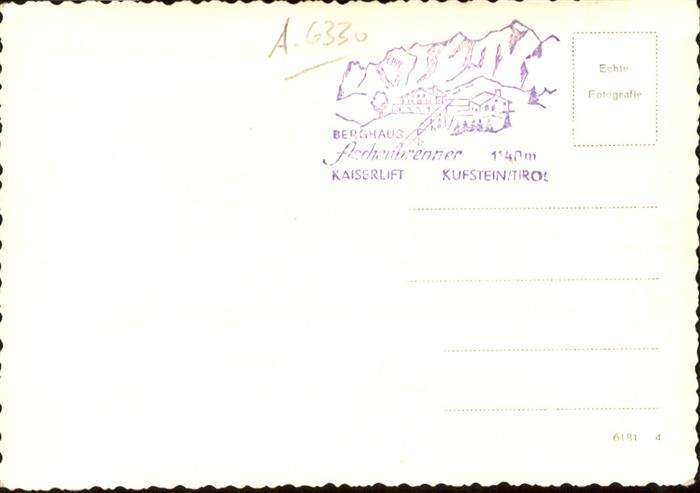 A. 6330
Echte
Fotografie
BERGHAUS
Aschenbrenner 1140m
KAISERLIFT KUFSTEIN/TIROL
6181 4